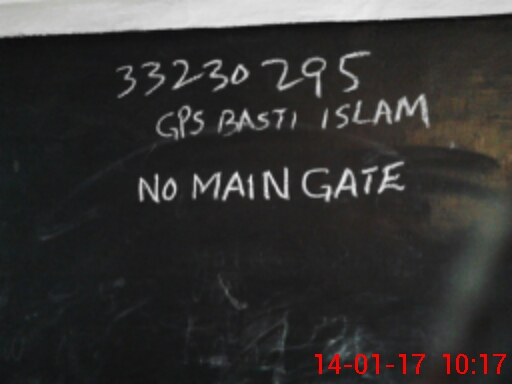 33230295
GPS BASTI ISLAM
NO MAIN GATE
14-01-17 10:17